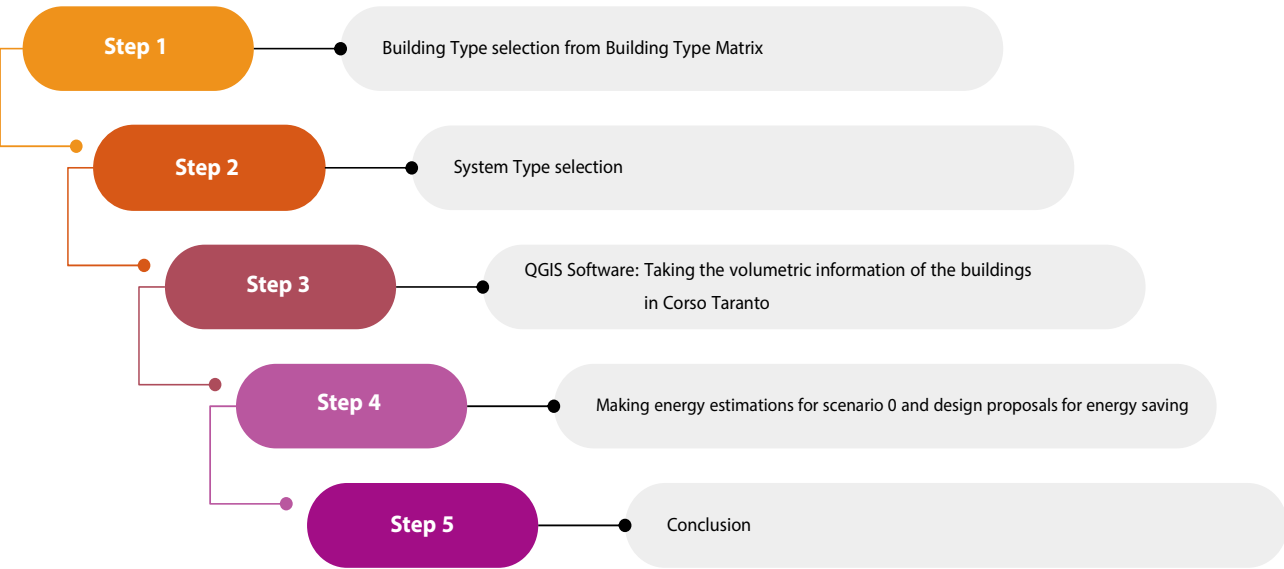 Step 1
Building Type selection from Building Type Matrix
Step 2
System Type selection
Step 3
QGIS Software: Taking the volumetric information of the buildings
in Corso Taranto
Step 4
Making energy estimations for scenario 0 and design proposals for energy saving
Step 5
Conclusion